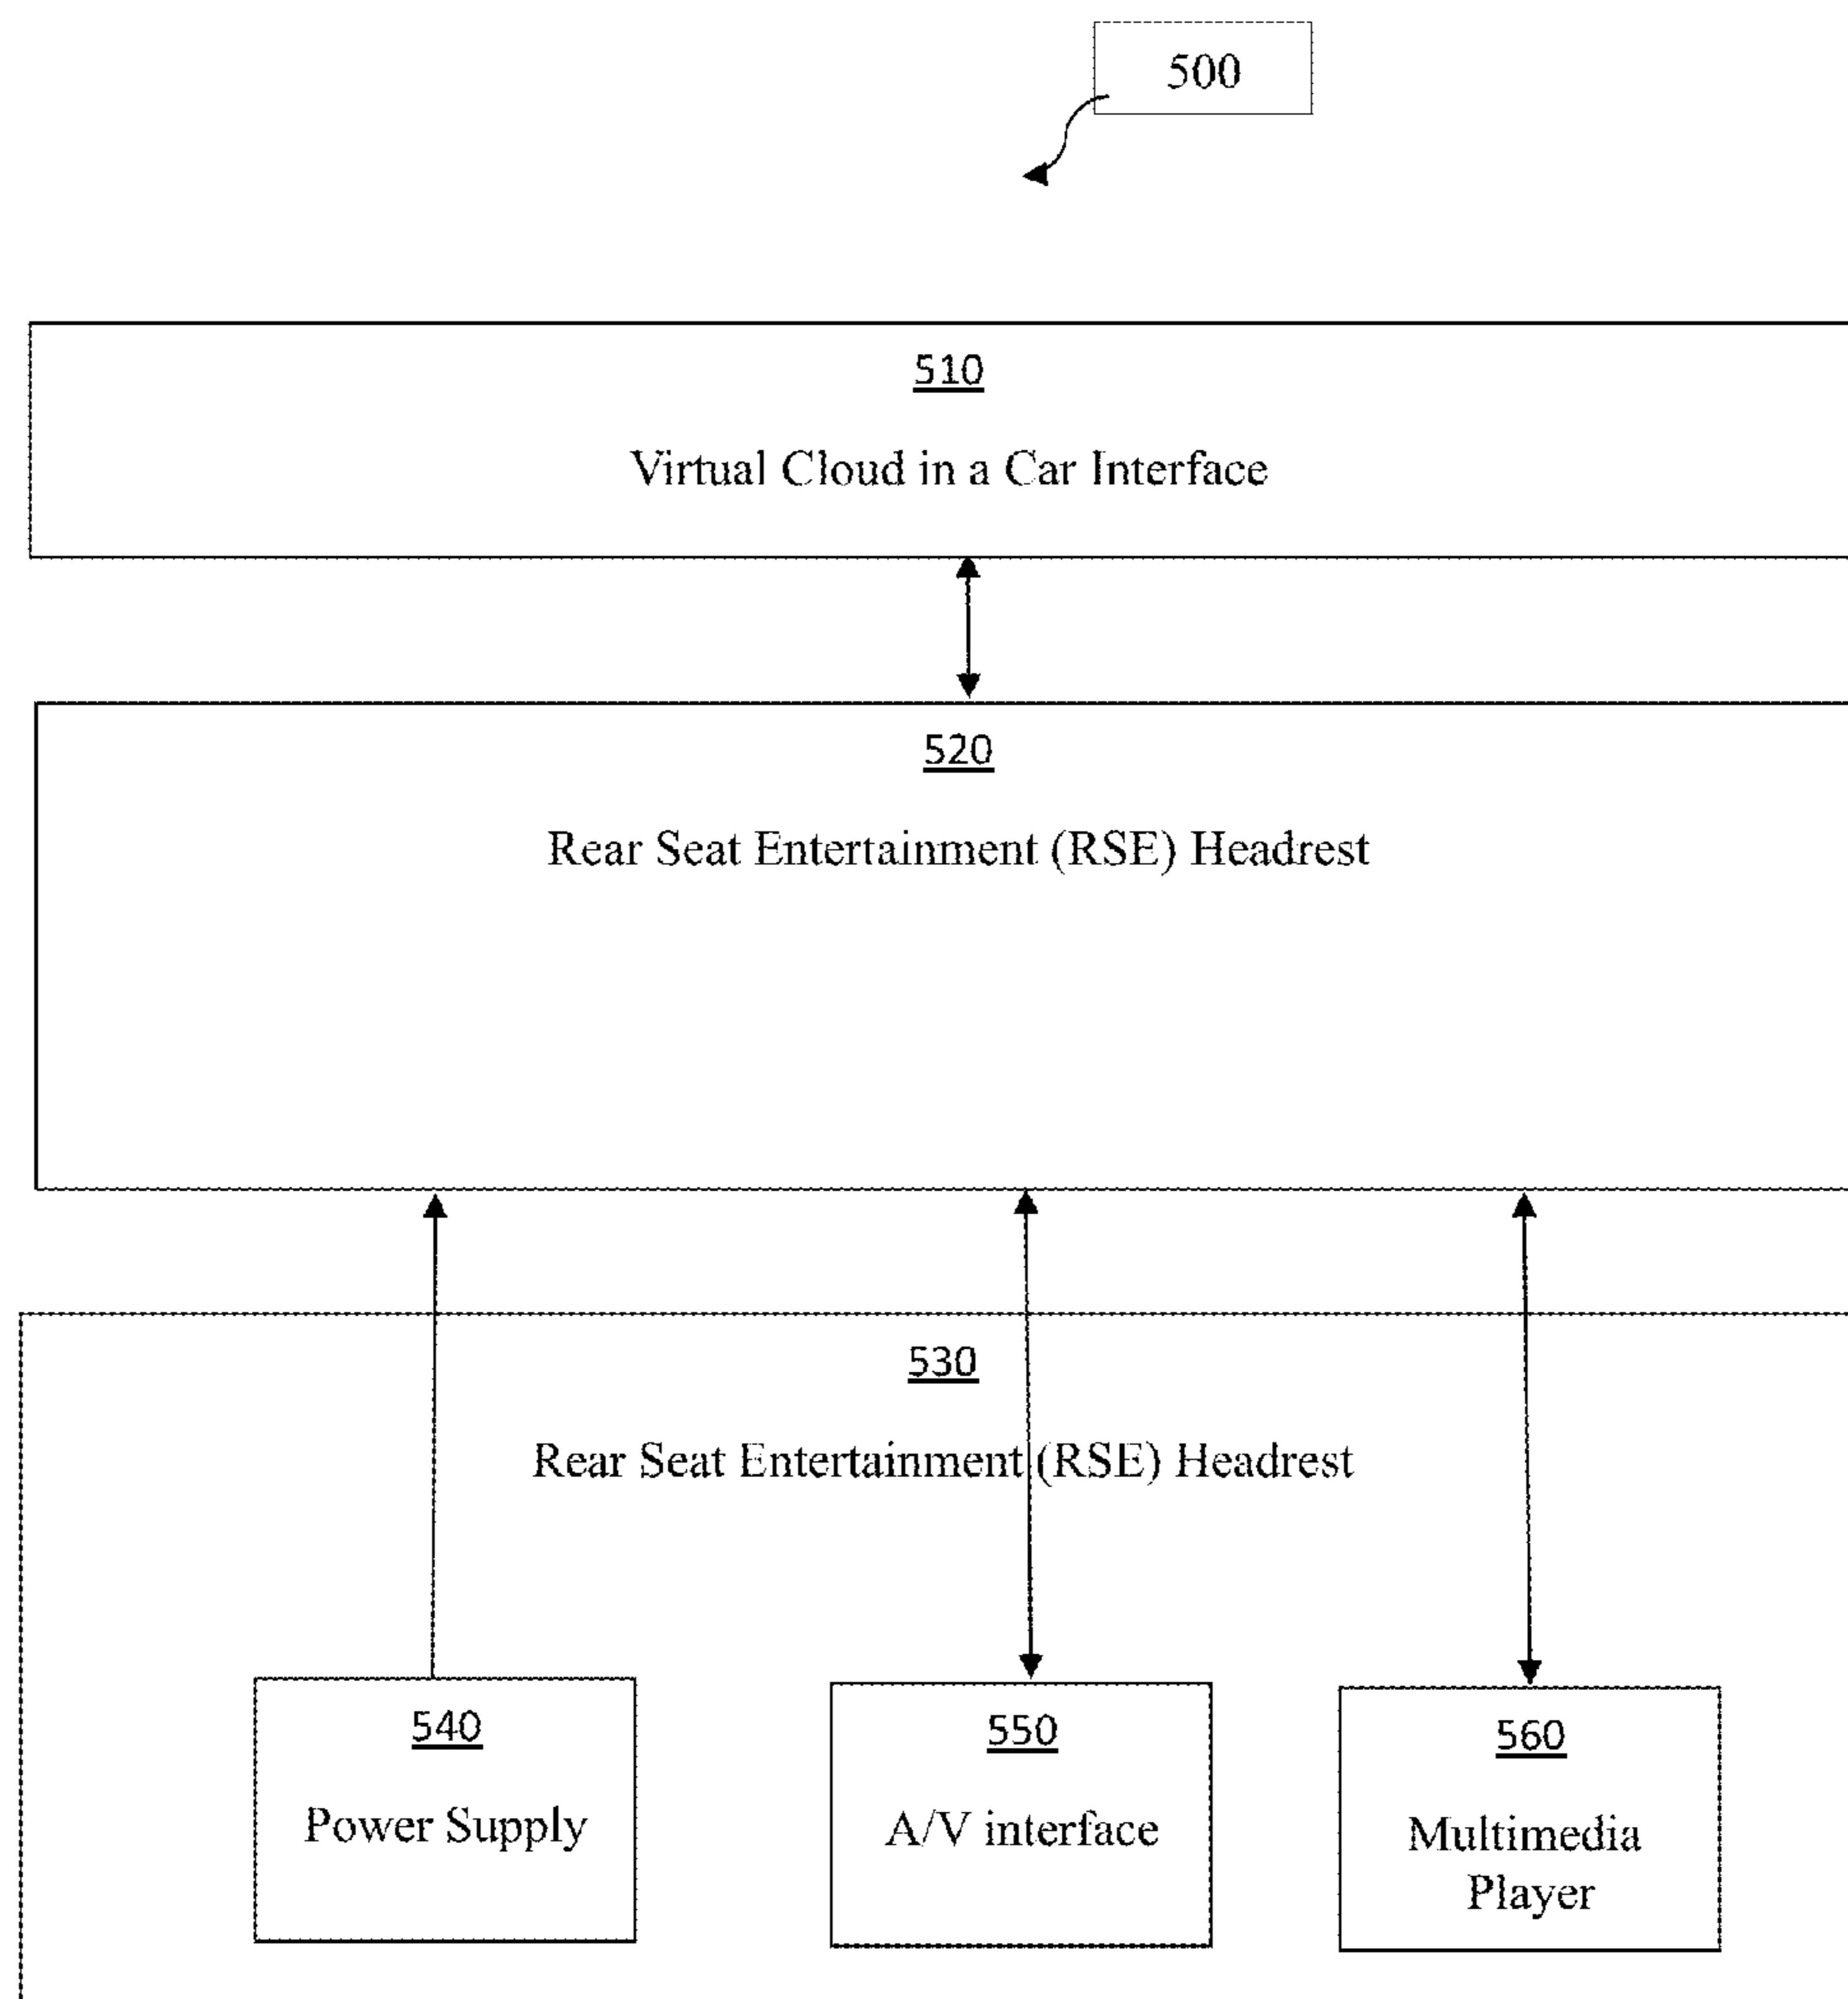 500
510
Virtual Cloud in a Car Interface
520
Rear Seat Entertainment (RSE) Headrest
530
Rear Seat Entertainment (RSE) Headrest
540
Power Supply
550
A/V interface
560
Multimedia
Player